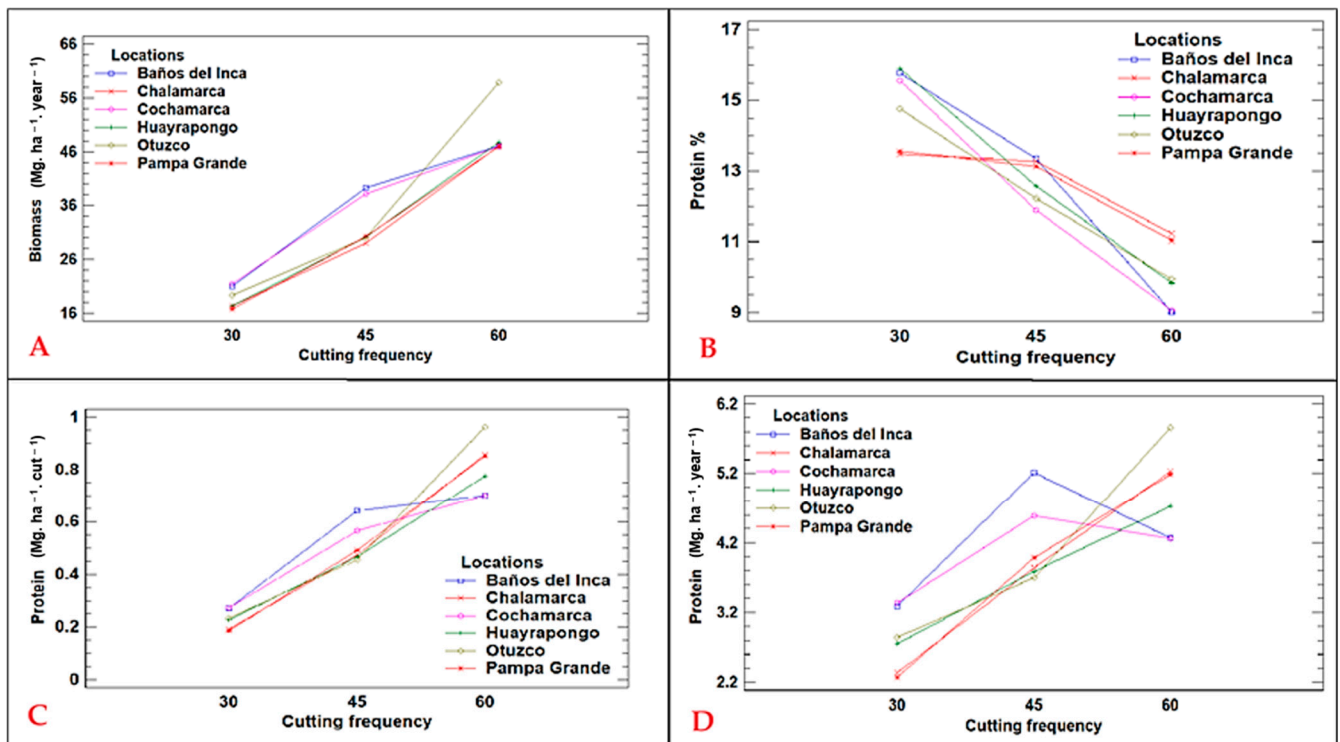 Biomass (Mg. ha⁻¹. year⁻¹)
66
56
46
36
26
16
Locations
Baños del Inca
Chalamarca
Cochamarca
Huayrapongo
Otuzco
Pampa Grande
30 45 60
Cutting frequency
A
Protein %
17
15
13
11
9
Locations
Baños del Inca
Chalamarca
Cochamarca
Huayrapongo
Otuzco
Pampa Grande
30 45 60
Cutting frequency
B
Protein (Mg. ha⁻¹. cut⁻¹)
1
0.8
0.6
0.4
0.2
0
Locations
Baños del Inca
Chalamarca
Cochamarca
Huayrapongo
Otuzco
Pampa Grande
30 45 60
Cutting frequency
C
Protein (Mg. ha⁻¹. year⁻¹)
6.2
5.2
4.2
3.2
2.2
Locations
Baños del Inca
Chalamarca
Cochamarca
Huayrapongo
Otuzco
Pampa Grande
30 45 60
Cutting frequency
D